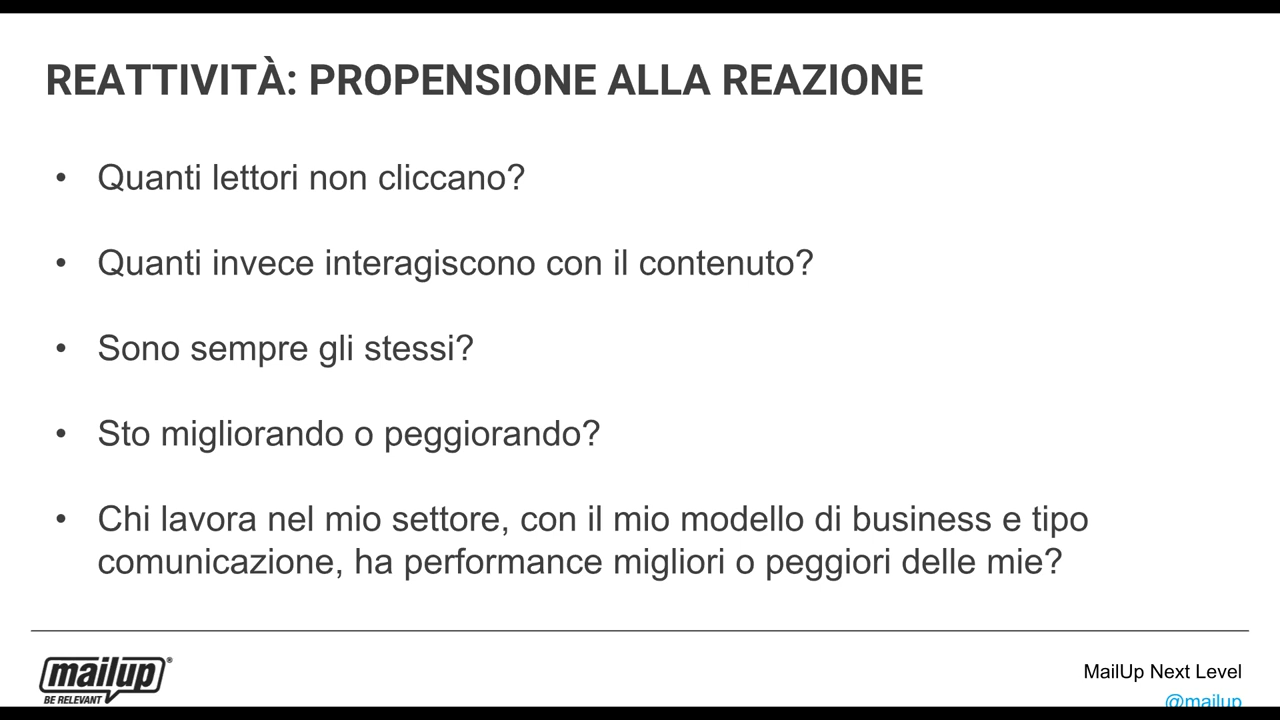 REATTIVITÀ: PROPENSIONE ALLA REAZIONE
• Quanti lettori non cliccano?
• Quanti invece interagiscono con il contenuto?
• Sono sempre gli stessi?
• Sto migliorando o peggiorando?
• Chi lavora nel mio settore, con il mio modello di business e tipo
comunicazione, ha performance migliori o peggiori delle mie?
mailup®
BE RELEVANT
MailUp Next Level
@mailup